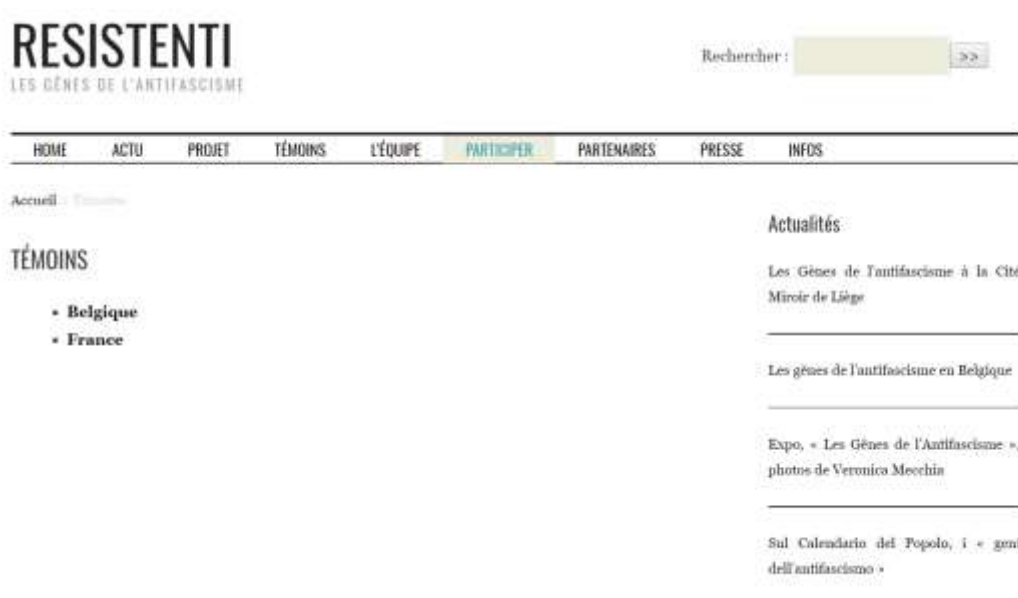 RESISTENTI
LES GÈNES DE L'ANTIFASCISME
Rechercher :
>>
HOME ACTU PROJET TÉMOINS L'ÉQUIPE PARTICIPER PARTENAIRES PRESSE INFOS
Accueil » Témoins
TÉMOINS
Belgique
France
Actualités
Les Gènes de l'antifascisme à la Cité
Miroir de Liège
Les gènes de l'antifascisme en Belgique
Expo, « Les Gènes de l'Antifascisme »,
photos de Veronica Mecchia
Sul Calendario del Popolo, i « geni
dell'antifascismo »